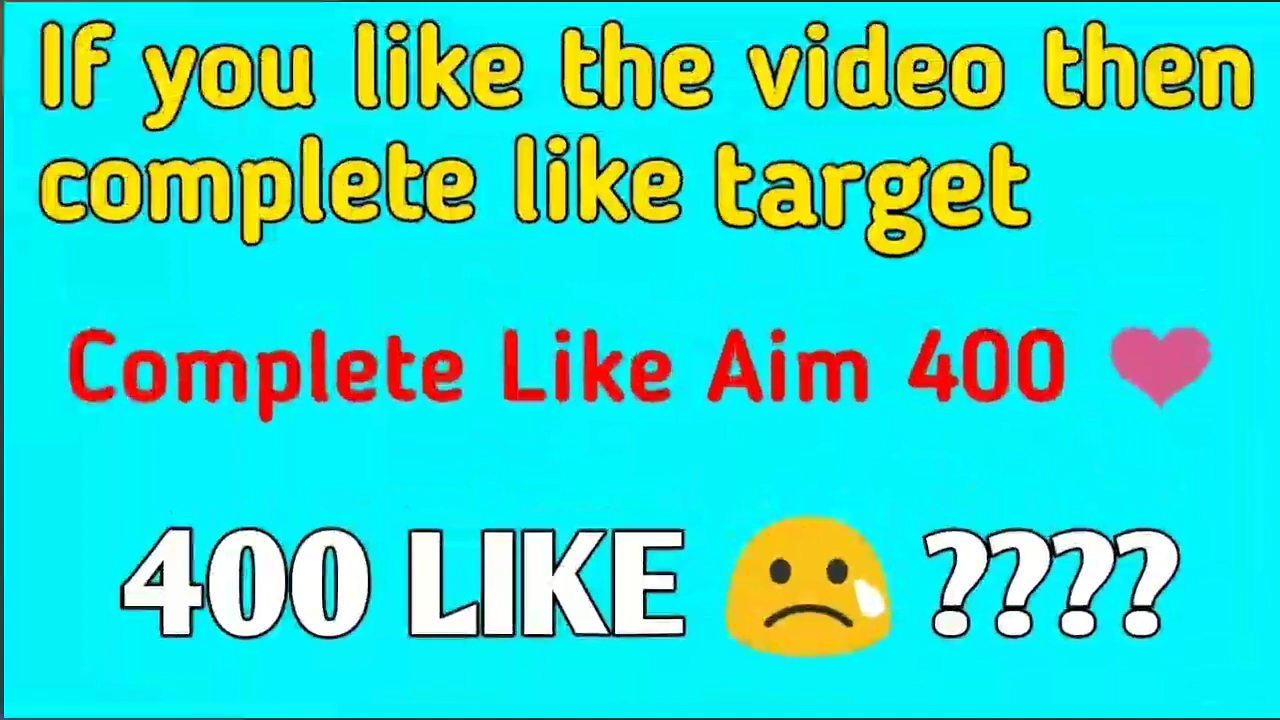 If you like the video then
complete like target
Complete Like Aim 400 ❤
400 LIKE 😢 ????